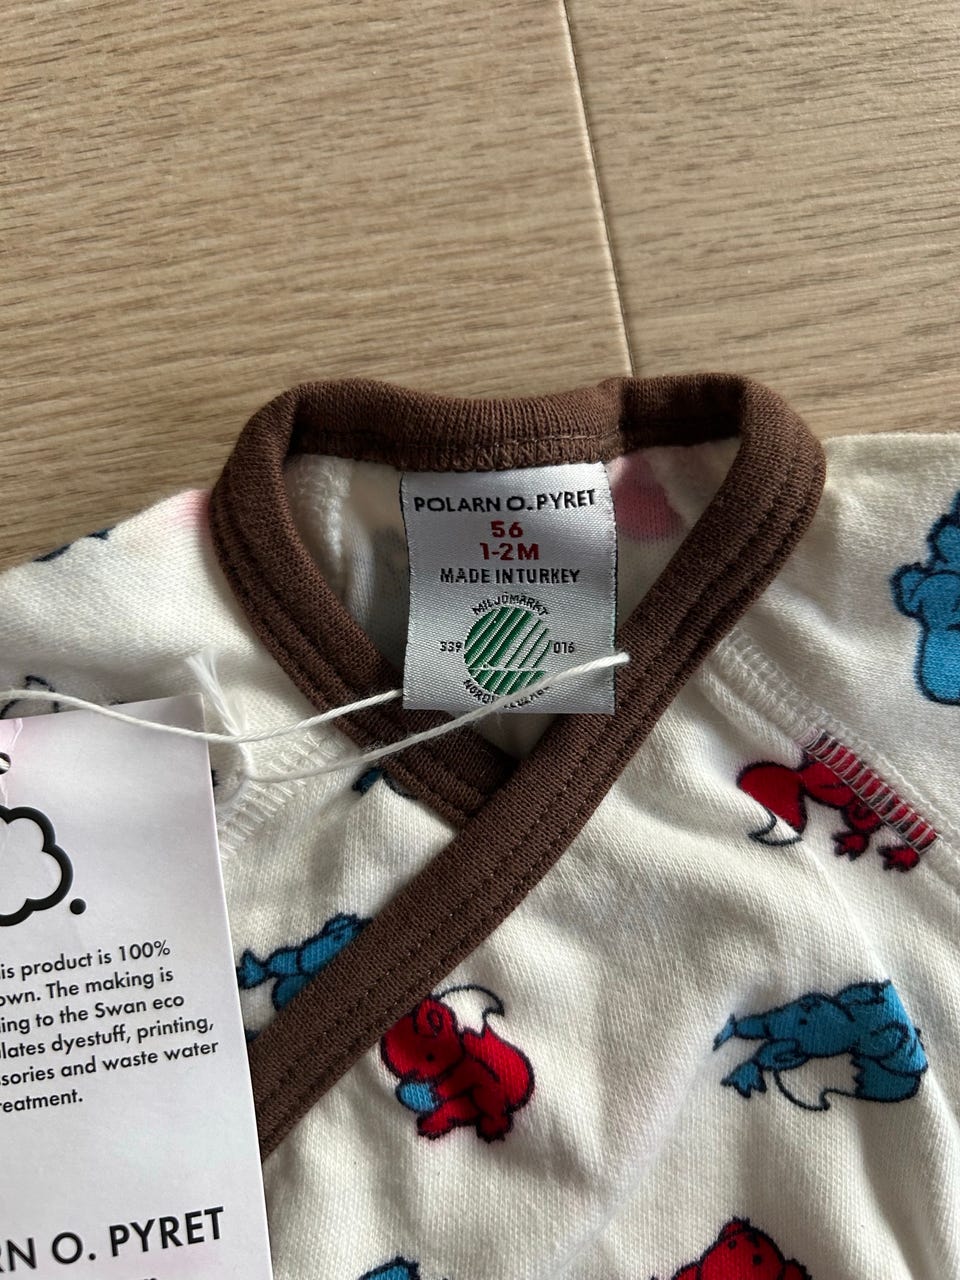 POLARN O. PYRET
56
1-2M
MADE IN TURKEY
MILJÖMÄRKT
339 016
is product is 100%
own. The making is
ing to the Swan eco
lates dyestuff, printing,
ssories and waste water
reatment.
RN O. PYRET